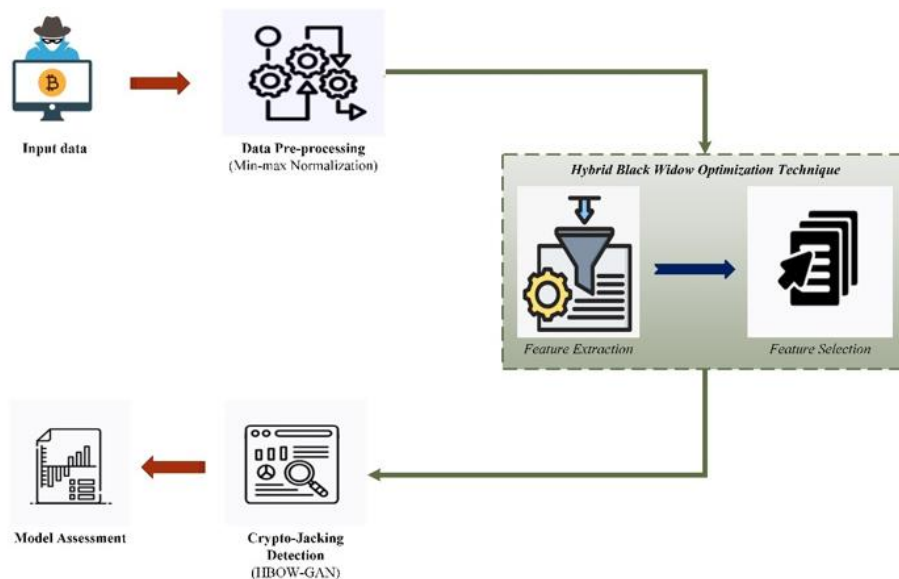 Input data
Data Pre-processing
(Min-max Normalization)
Hybrid Black Widow Optimization Technique
Feature Extraction
Feature Selection
Model Assessment
Crypto-Jacking
Detection
(HBOW-GAN)